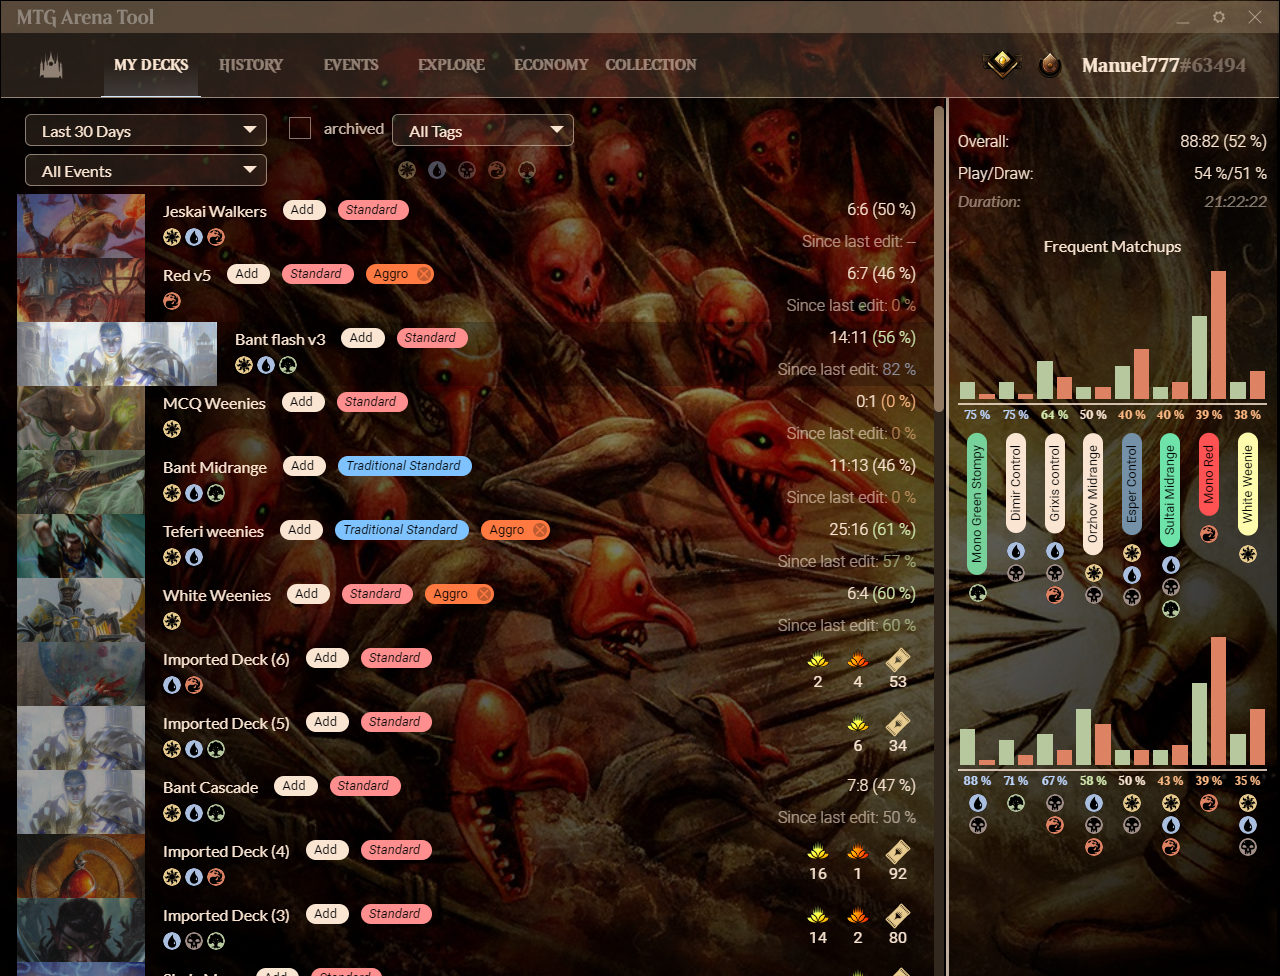 MTG Arena Tool
MY DECKS HISTORY EVENTS EXPLORE ECONOMY COLLECTION
Manuel777#63494
Last 30 Days archived All Tags
All Events
Jeskai Walkers Add Standard 6:6 (50 %)
Since last edit: --
Red v5 Add Standard Aggro 6:7 (46 %)
Since last edit: 0 %
Bant flash v3 Add Standard 14:11 (56 %)
Since last edit: 82 %
MCQ Weenies Add Standard 0:1 (0 %)
Since last edit: 0 %
Bant Midrange Add Traditional Standard 11:13 (46 %)
Since last edit: 0 %
Teferi weenies Add Traditional Standard Aggro 25:16 (61 %)
Since last edit: 57 %
White Weenies Add Standard Aggro 6:4 (60 %)
Since last edit: 60 %
Imported Deck (6) Add Standard
2 4 53
Imported Deck (5) Add Standard
6 34
Bant Cascade Add Standard 7:8 (47 %)
Since last edit: 50 %
Imported Deck (4) Add Standard
16 1 92
Imported Deck (3) Add Standard
14 2 80
Add Standard
Overall: 88:82 (52 %)
Play/Draw: 54 %/51 %
Duration: 21:22:22
Frequent Matchups
75 % 75 % 64 % 50 % 40 % 40 % 39 % 38 %
Mono Green Stompy
Dimir Control
Grixis control
Orzhov Midrange
Esper Control
Sultai Midrange
Mono Red
White Weenie
88 % 71 % 67 % 58 % 50 % 43 % 39 % 35 %